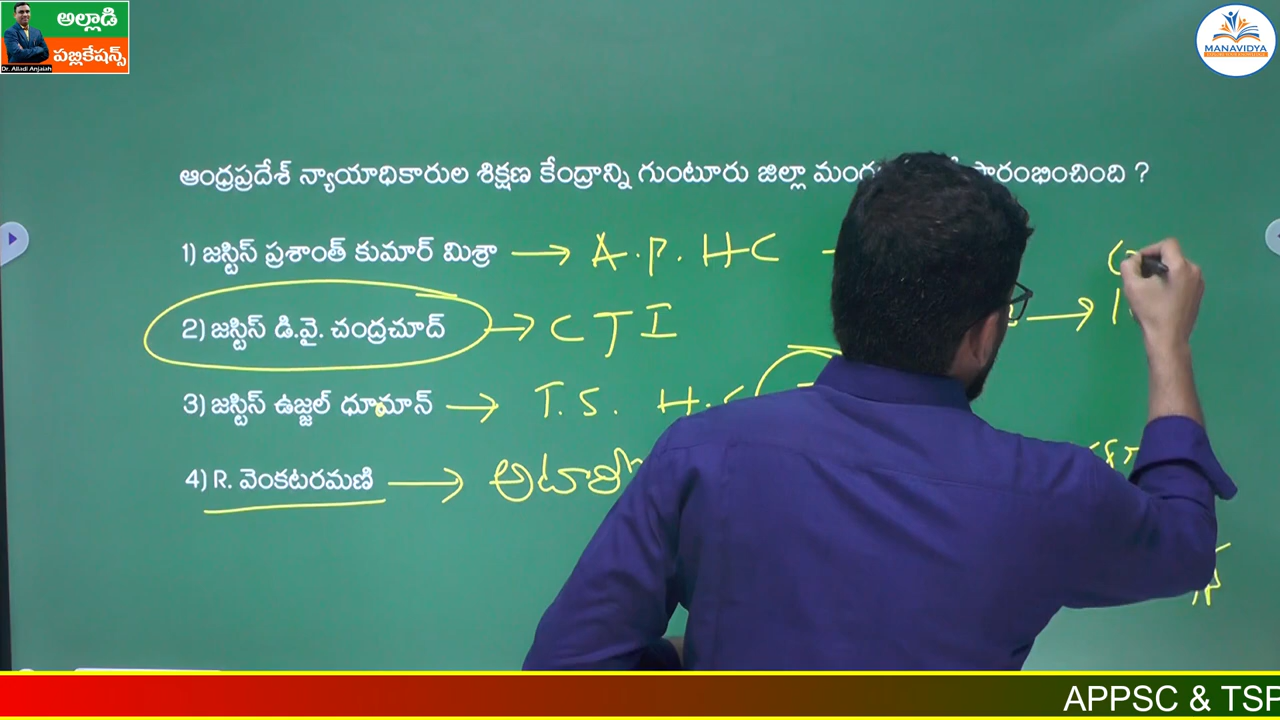 అల్లాడి
పబ్లికేషన్స్
Dr. Alladi Anjaiah
MANAVIDYA
ఆంధ్రప్రదేశ్ న్యాయాధికారుల శిక్షణ కేంద్రాన్ని గుంటూరు జిల్లా ?
1) జస్టిస్ ప్రశాంత్ కుమార్ మిశ్రా → A.P. HC
2) జస్టిస్ డి.వై. చంద్రచూద్ → CJI
3) జస్టిస్ ఉజ్జల్ ధూమాన్ → T.S. H.C
4) R. వెంకటరమణి →
APPSC & TSP